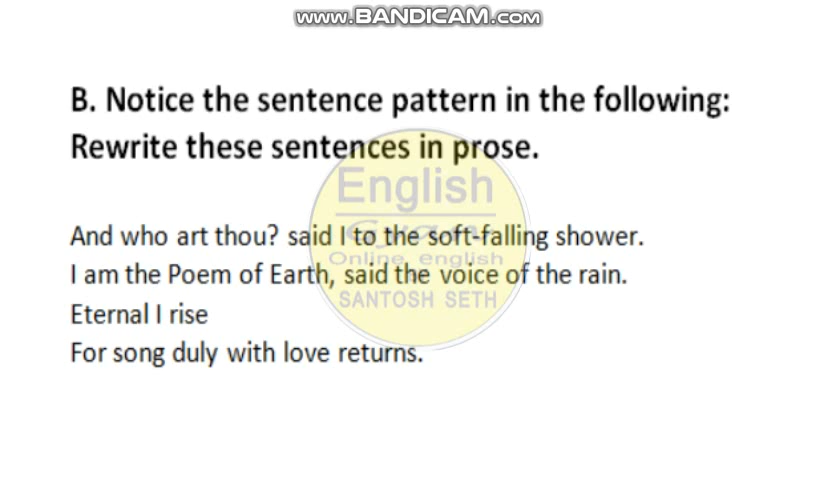 www.BANDICAM.COM
B. Notice the sentence pattern in the following:
Rewrite these sentences in prose.
English
Gyan
Online english
SANTOSH SETH
And who art thou? said I to the soft-falling shower.
I am the Poem of Earth, said the voice of the rain.
Eternal I rise
For song duly with love returns.